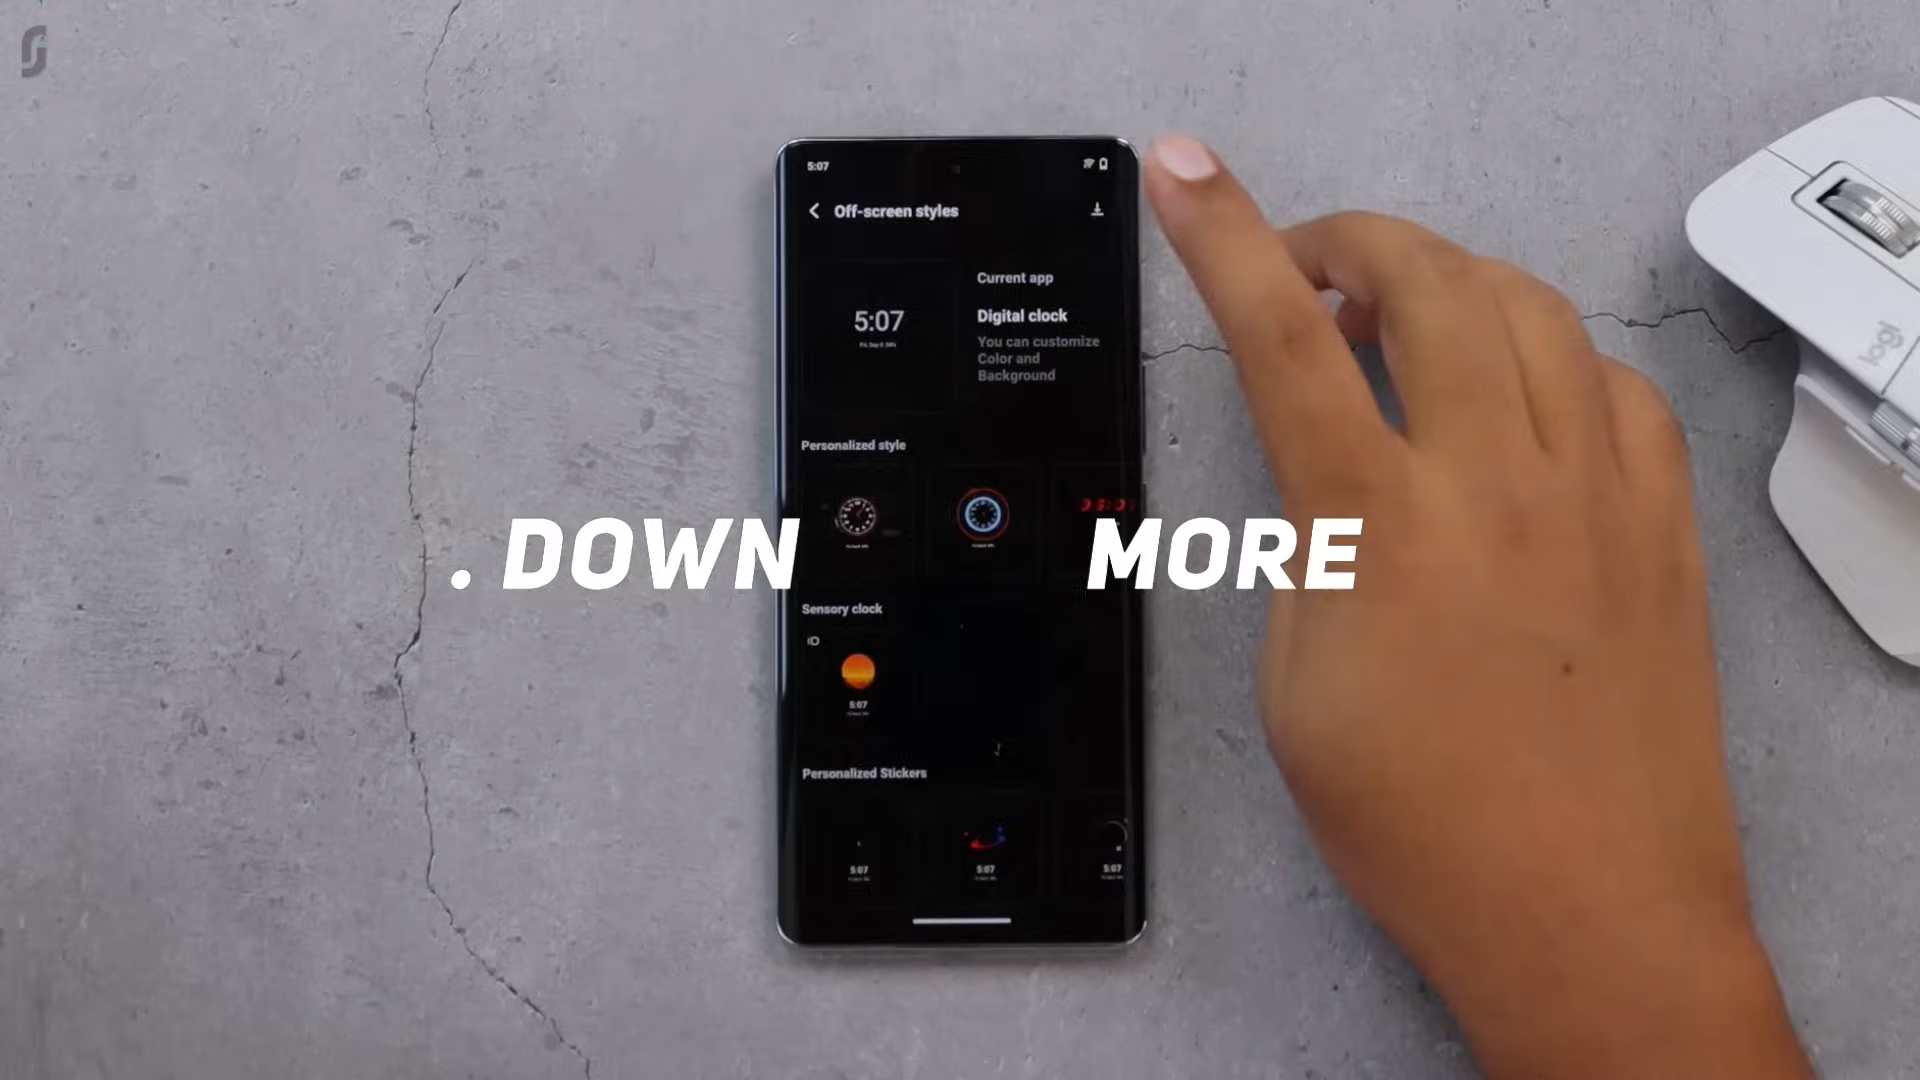 5:07
Off-screen styles
5:07
Current app
Digital clock
You can customize
Color and
Background
Personalized style
. DOWN MORE
Sensory clock
5:07
Personalized Stickers
5:07
5:07
5:07
logi